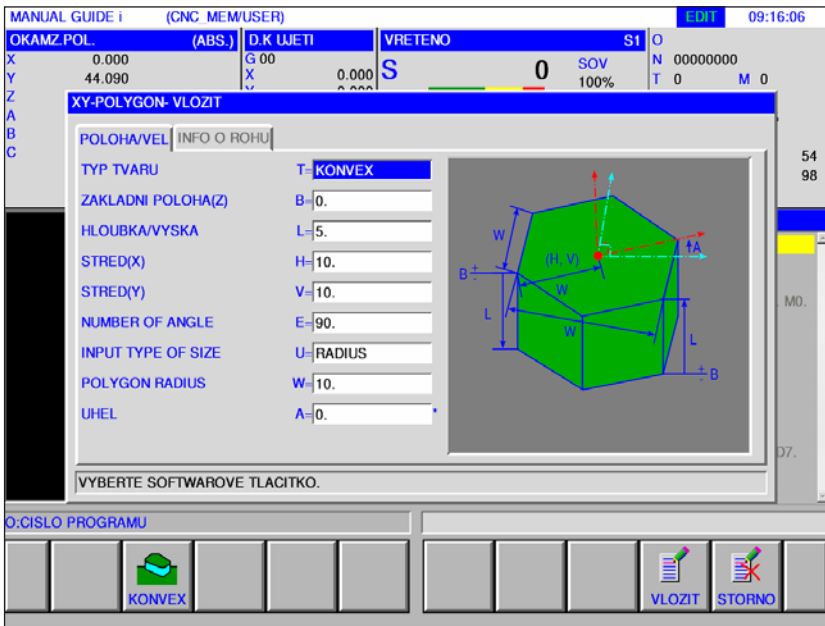 MANUAL GUIDE i (CNC_MEM/USER) EDIT 09:16:06
OKAMZ.POL. (ABS.) D.K UJETI VRETENO S1 O
X 0.000 G 00 S 0 SOV 100% N 00000000
Y 44.090 X 0.000 T 0 M 0
Z
A
B
C
54
98
XY-POLYGON- VLOZIT
POLOHA/VEL INFO O ROHU
TYP TVARU T=KONVEX
ZAKLADNI POLOHA(Z) B=0.
HLOUBKA/VYSKA L=5.
STRED(X) H=10.
STRED(Y) V=10.
NUMBER OF ANGLE E=90.
INPUT TYPE OF SIZE U=RADIUS
POLYGON RADIUS W=10.
UHEL A=0. *
W
(H, V)
A
B + -
W
L
W
L
+ - B
M0.
D7.
VYBERTE SOFTWAROVE TLACITKO.
O:CISLO PROGRAMU
KONVEX VLOZIT STORNO